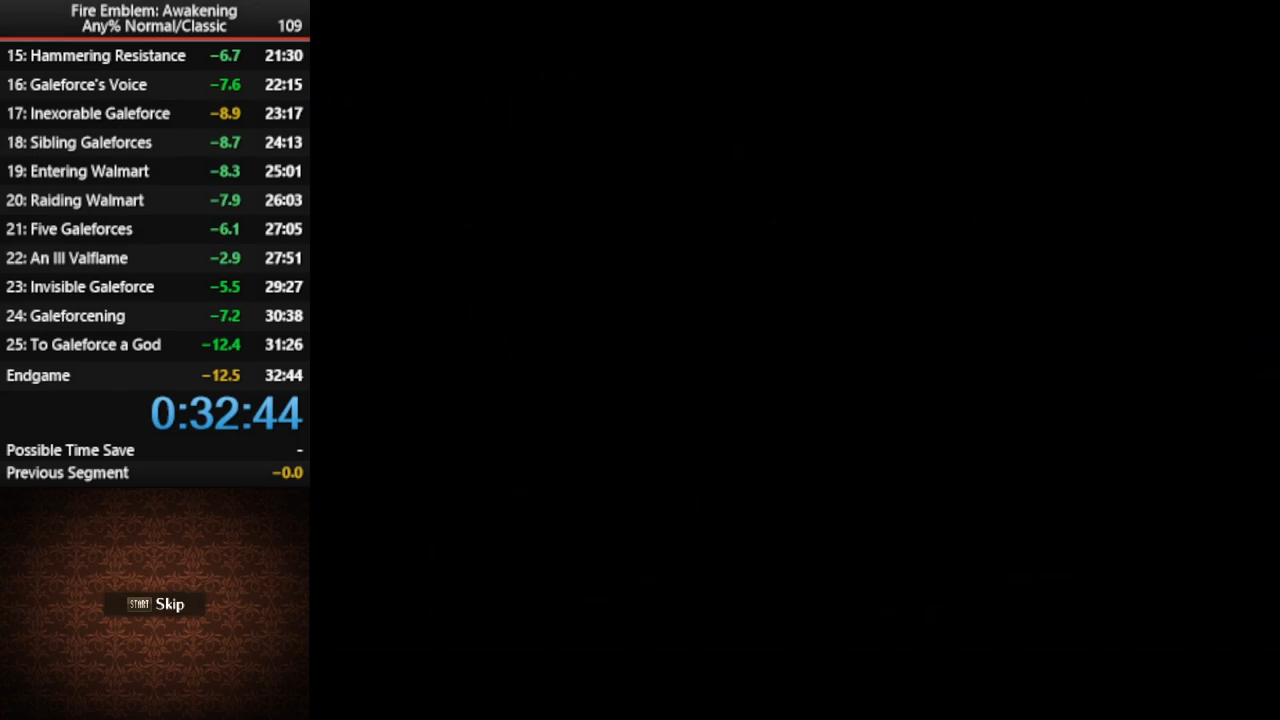 Fire Emblem: Awakening
Any% Normal/Classic 109
15: Hammering Resistance -6.7 21:30
16: Galeforce's Voice -7.6 22:15
17: Inexorable Galeforce -8.9 23:17
18: Sibling Galeforces -8.7 24:13
19: Entering Walmart -8.3 25:01
20: Raiding Walmart -7.9 26:03
21: Five Galeforces -6.1 27:05
22: An Ill Valflame -2.9 27:51
23: Invisible Galeforce -5.5 29:27
24: Galeforcening -7.2 30:38
25: To Galeforce a God -12.4 31:26
Endgame -12.5 32:44
0:32:44
Possible Time Save -
Previous Segment -0.0
START Skip